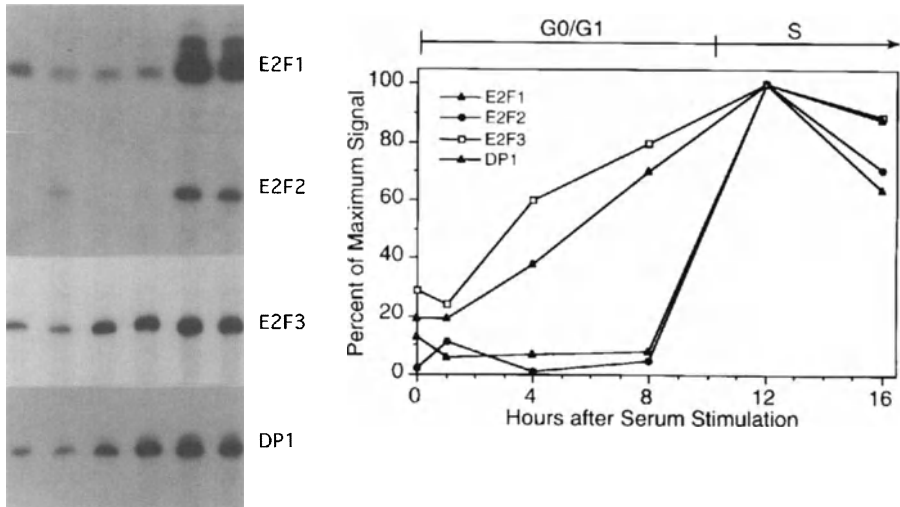 E2F1
E2F2
E2F3
DP1
G0/G1 S
Percent of Maximum Signal
100
80
60
40
20
0
E2F1
E2F2
E2F3
DP1
0 4 8 12 16
Hours after Serum Stimulation